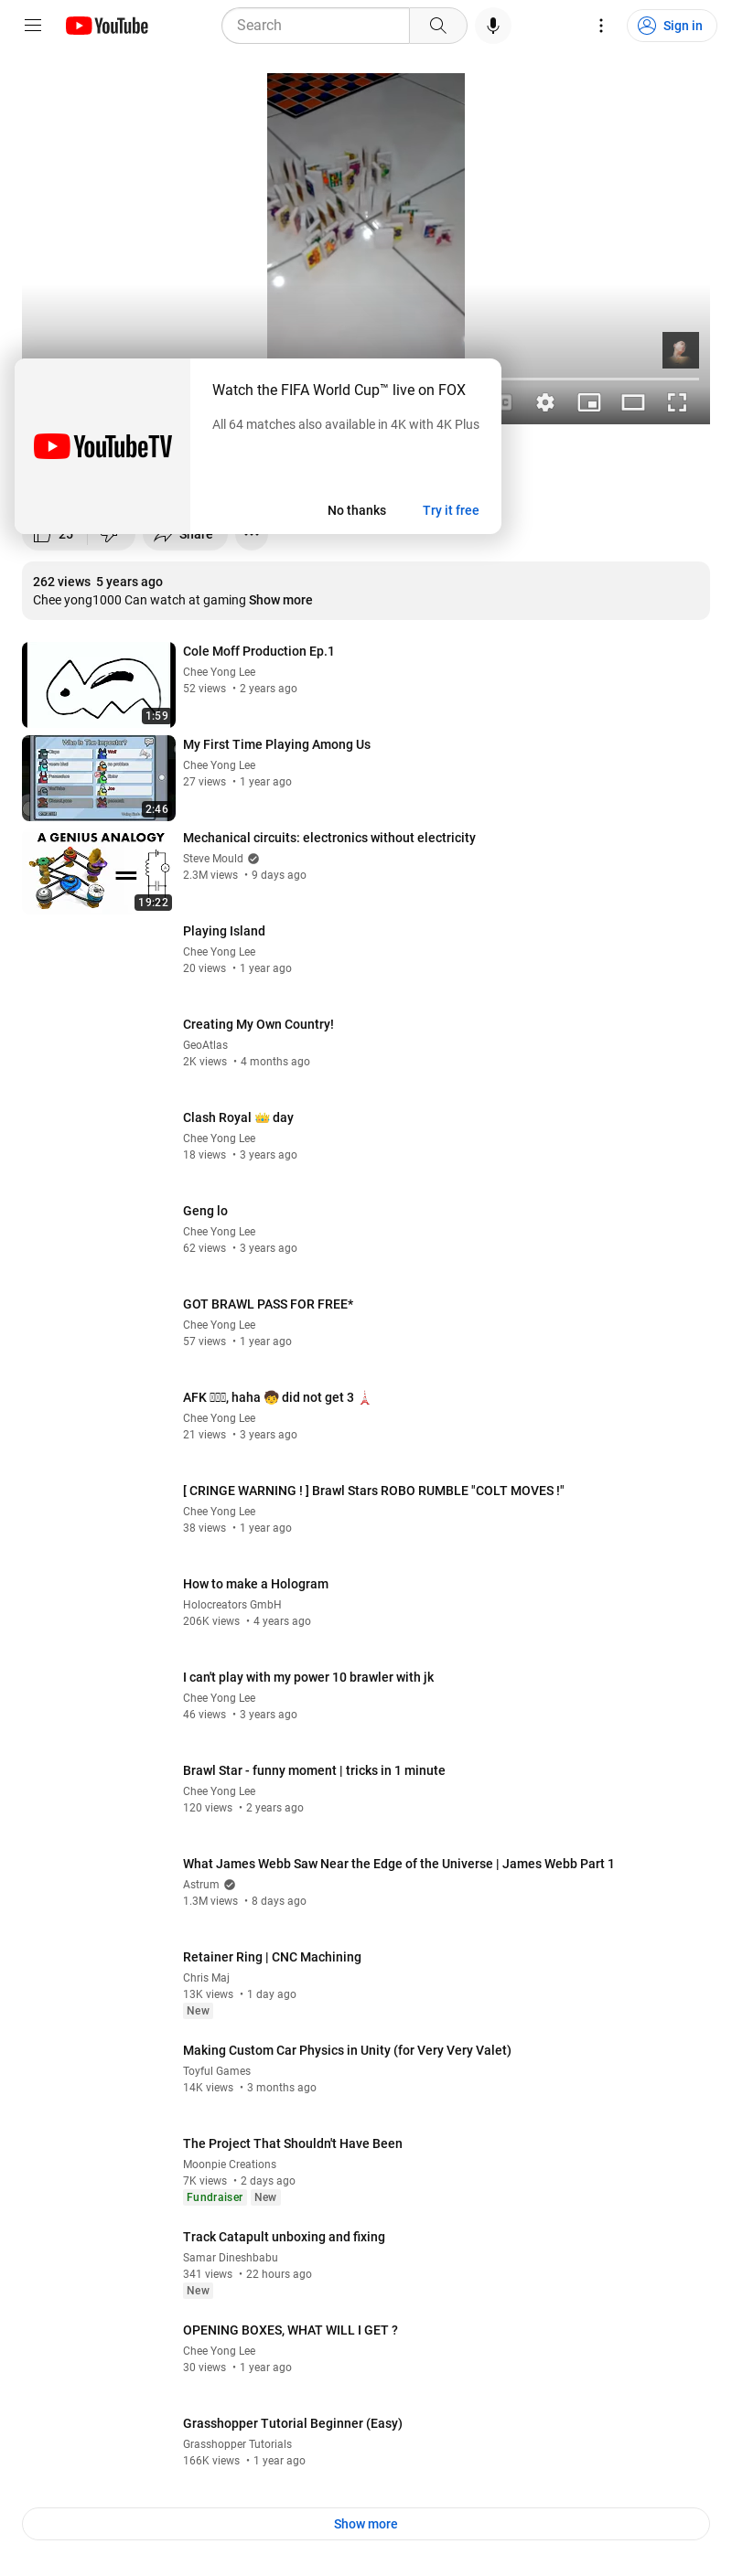 YouTube
Search
Sign in
Watch the FIFA World Cup™ live on FOX
All 64 matches also available in 4K with 4K Plus
YouTubeTV
No thanks
Try it free
25
Share
262 views 5 years ago
Chee yong1000 Can watch at gaming Show more
Cole Moff Production Ep.1
Chee Yong Lee
52 views • 2 years ago
1:59
My First Time Playing Among Us
Chee Yong Lee
27 views • 1 year ago
Who Is The Impostor?
2:46
Mechanical circuits: electronics without electricity
Steve Mould
2.3M views • 9 days ago
A GENIUS ANALOGY
=
19:22
Playing Island
Chee Yong Lee
20 views • 1 year ago
Creating My Own Country!
GeoAtlas
2K views • 4 months ago
Clash Royal 👑 day
Chee Yong Lee
18 views • 3 years ago
Geng lo
Chee Yong Lee
62 views • 3 years ago
GOT BRAWL PASS FOR FREE*
Chee Yong Lee
57 views • 1 year ago
AFK , haha 🧒 did not get 3 🗼
Chee Yong Lee
21 views • 3 years ago
[ CRINGE WARNING ! ] Brawl Stars ROBO RUMBLE "COLT MOVES !"
Chee Yong Lee
38 views • 1 year ago
How to make a Hologram
Holocreators GmbH
206K views • 4 years ago
I can't play with my power 10 brawler with jk
Chee Yong Lee
46 views • 3 years ago
Brawl Star - funny moment | tricks in 1 minute
Chee Yong Lee
120 views • 2 years ago
What James Webb Saw Near the Edge of the Universe | James Webb Part 1
Astrum
1.3M views • 8 days ago
Retainer Ring | CNC Machining
Chris Maj
13K views • 1 day ago
New
Making Custom Car Physics in Unity (for Very Very Valet)
Toyful Games
14K views • 3 months ago
The Project That Shouldn't Have Been
Moonpie Creations
7K views • 2 days ago
Fundraiser New
Track Catapult unboxing and fixing
Samar Dineshbabu
341 views • 22 hours ago
New
OPENING BOXES, WHAT WILL I GET ?
Chee Yong Lee
30 views • 1 year ago
Grasshopper Tutorial Beginner (Easy)
Grasshopper Tutorials
166K views • 1 year ago
Show more